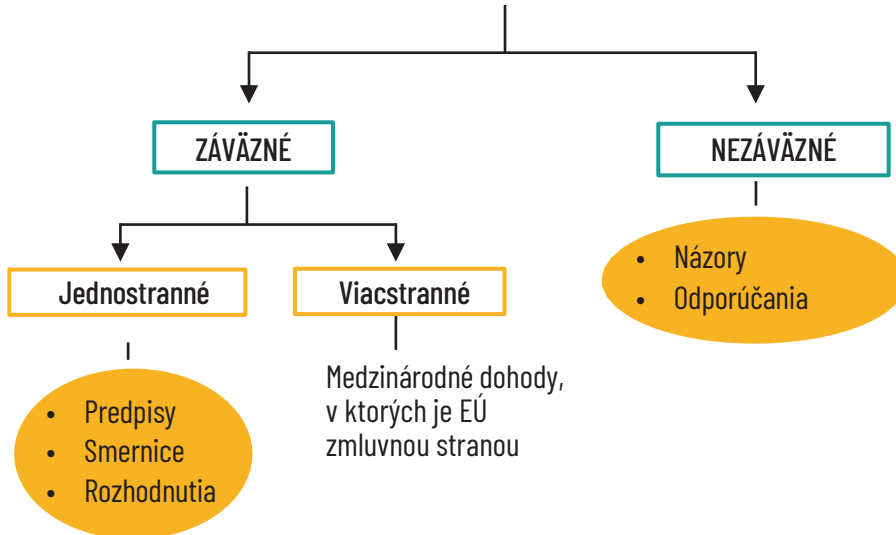 ZÁVÄZNÉ
NEZÁVÄZNÉ
Jednostranné
Viacstranné
• Názory
• Odporúčania
Medzinárodné dohody,
v ktorých je EÚ
zmluvnou stranou
• Predpisy
• Smernice
• Rozhodnutia